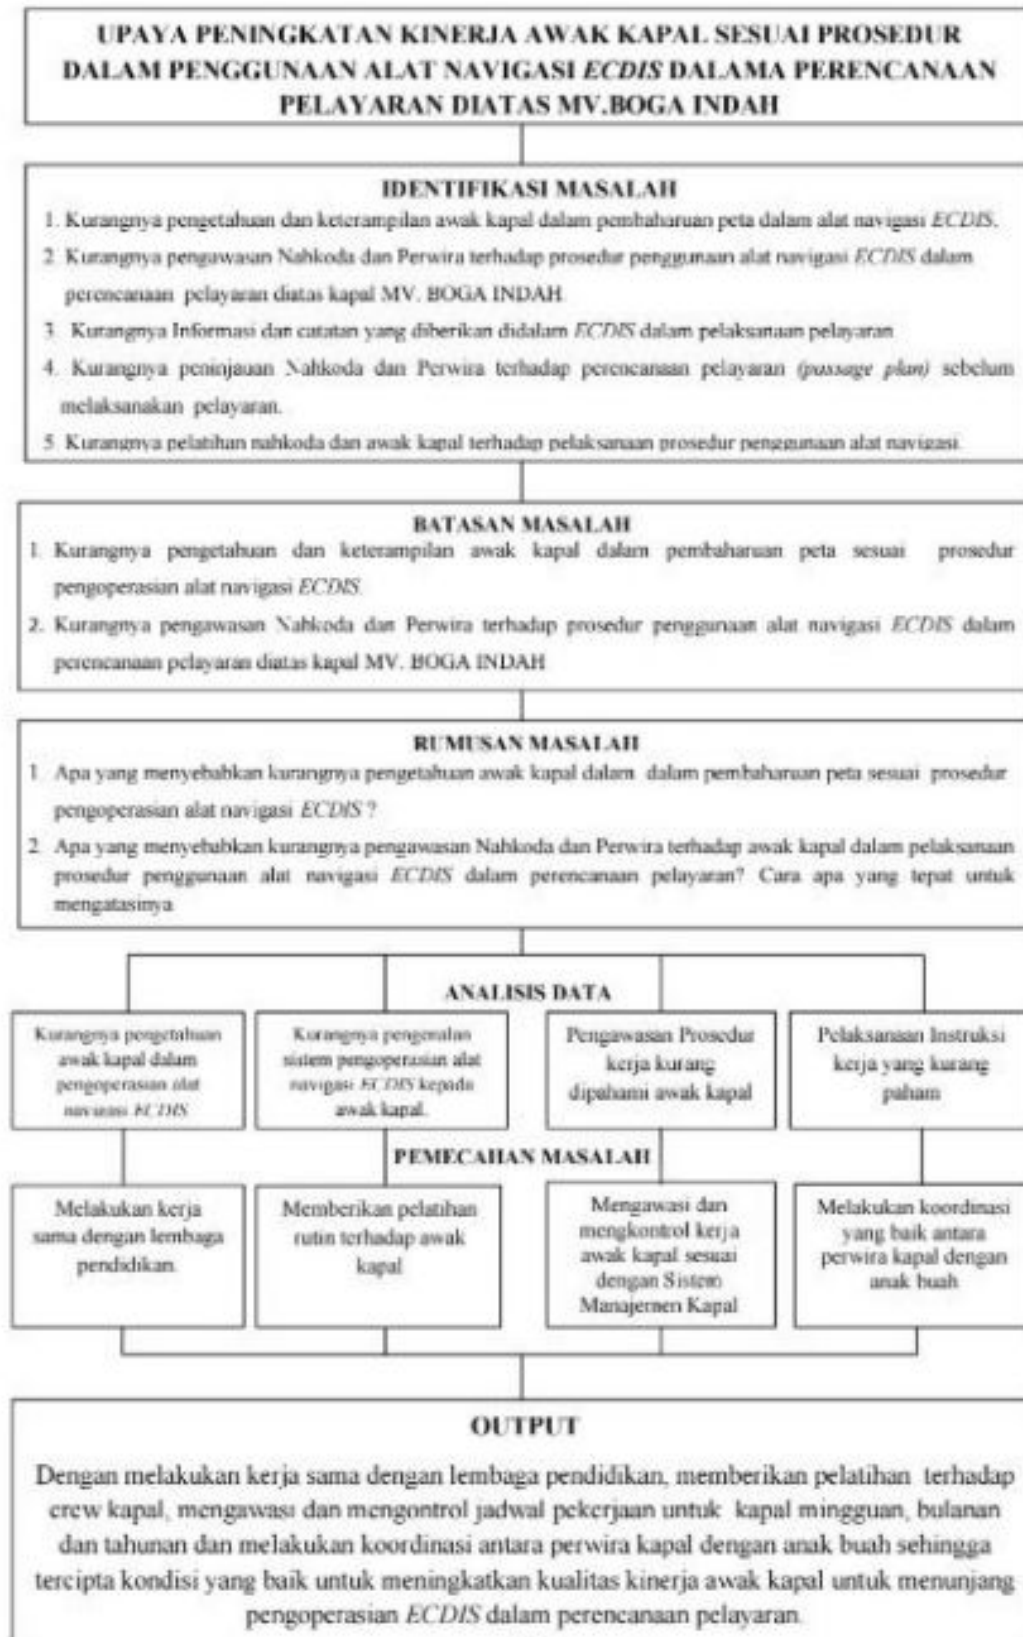 UPAYA PENINGKATAN KINERJA AWAK KAPAL SESUAI PROSEDUR
DALAM PENGGUNAAN ALAT NAVIGASI ECDIS DALAMA PERENCANAAN
PELAYARAN DIATAS MV.BOGA INDAH
IDENTIFIKASI MASALAH
1. Kurangnya pengetahuan dan keterampilan awak kapal dalam pembaharuan peta dalam alat navigasi ECDIS.
2. Kurangnya pengawasan Nahkoda dan Perwira terhadap prosedur penggunaan alat navigasi ECDIS dalam
perencanaan pelayaran diatas kapal MV. BOGA INDAH
3. Kurangnya Informasi dan catatan yang diberikan didalam ECDIS dalam pelaksanaan pelayaran
4. Kurangnya peninjauan Nahkoda dan Perwira terhadap perencanaan pelayaran (passage plan) sebelum
melaksanakan pelayaran.
5. Kurangnya pelatihan nahkoda dan awak kapal terhadap pelaksanaan prosedur penggunaan alat navigasi
BATASAN MASALAH
1. Kurangnya pengetahuan dan keterampilan awak kapal dalam pembaharuan peta sesuai prosedur
pengoperasian alat navigasi ECDIS.
2. Kurangnya pengawasan Nahkoda dan Perwira terhadap prosedur penggunaan alat navigasi ECDIS dalam
perencanaan pelayaran diatas kapal MV. BOGA INDAH
RUMUSAN MASALAH
1. Apa yang menyebabkan kurangnya pengetahuan awak kapal dalam dalam pembaharuan peta sesuai prosedur
pengoperasian alat navigasi ECDIS ?
2. Apa yang menyebabkan kurangnya pengawasan Nahkoda dan Perwira terhadap awak kapal dalam pelaksanaan
prosedur penggunaan alat navigasi ECDIS dalam perencanaan pelayaran? Cara apa yang tepat untuk
mengatasinya
ANALISIS DATA
Kurangnya pengetahuan
awak kapal dalam
pengoperasian alat
navigasi ECDIS
Kurangnya pengenalan
sistem pengoperasian alat
navigasi ECDIS kepada
awak kapal.
Pengawasan Prosedur
kerja kurang
dipahami awak kapal
Pelaksanaan Instruksi
kerja yang kurang
paham
PEMECAHAN MASALAH
Melakukan kerja
sama dengan lembaga
pendidikan.
Memberikan pelatihan
rutin terhadap awak
kapal
Mengawasi dan
mengkontrol kerja
awak kapal sesuai
dengan Sistem
Manajemen Kapal
Melakukan koordinasi
yang baik antara
perwira kapal dengan
anak buah
OUTPUT
Dengan melakukan kerja sama dengan lembaga pendidikan, memberikan pelatihan terhadap
crew kapal, mengawasi dan mengontrol jadwal pekerjaan untuk kapal mingguan, bulanan
dan tahunan dan melakukan koordinasi antara perwira kapal dengan anak buah sehingga
tercipta kondisi yang baik untuk meningkatkan kualitas kinerja awak kapal untuk menunjang
pengoperasian ECDIS dalam perencanaan pelayaran.